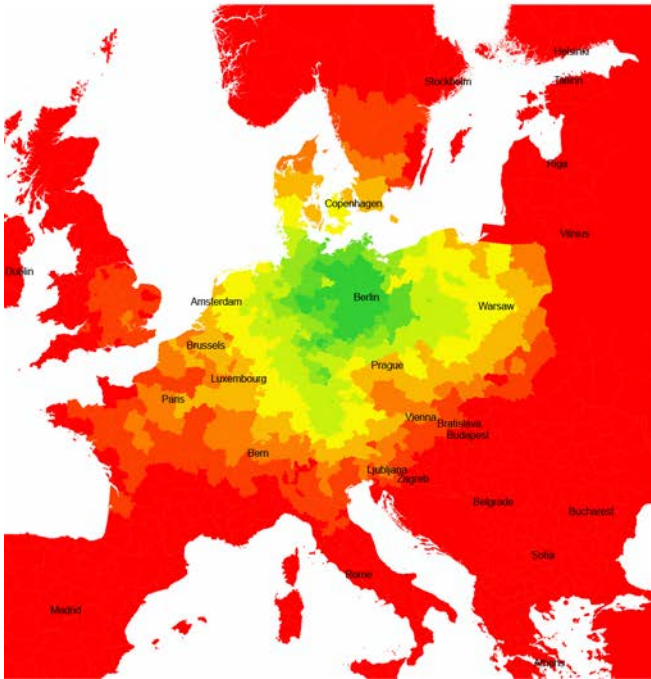 Helsinki
Stockholm
Tallinn
Riga
Copenhagen
Vilnius
Dublin
Berlin
Amsterdam
Warsaw
Brussels
Prague
Luxembourg
Paris
Vienna
Bratislava
Budapest
Bern
Ljubljana
Zagreb
Belgrade
Bucharest
Sofia
Rome
Madrid
Athens